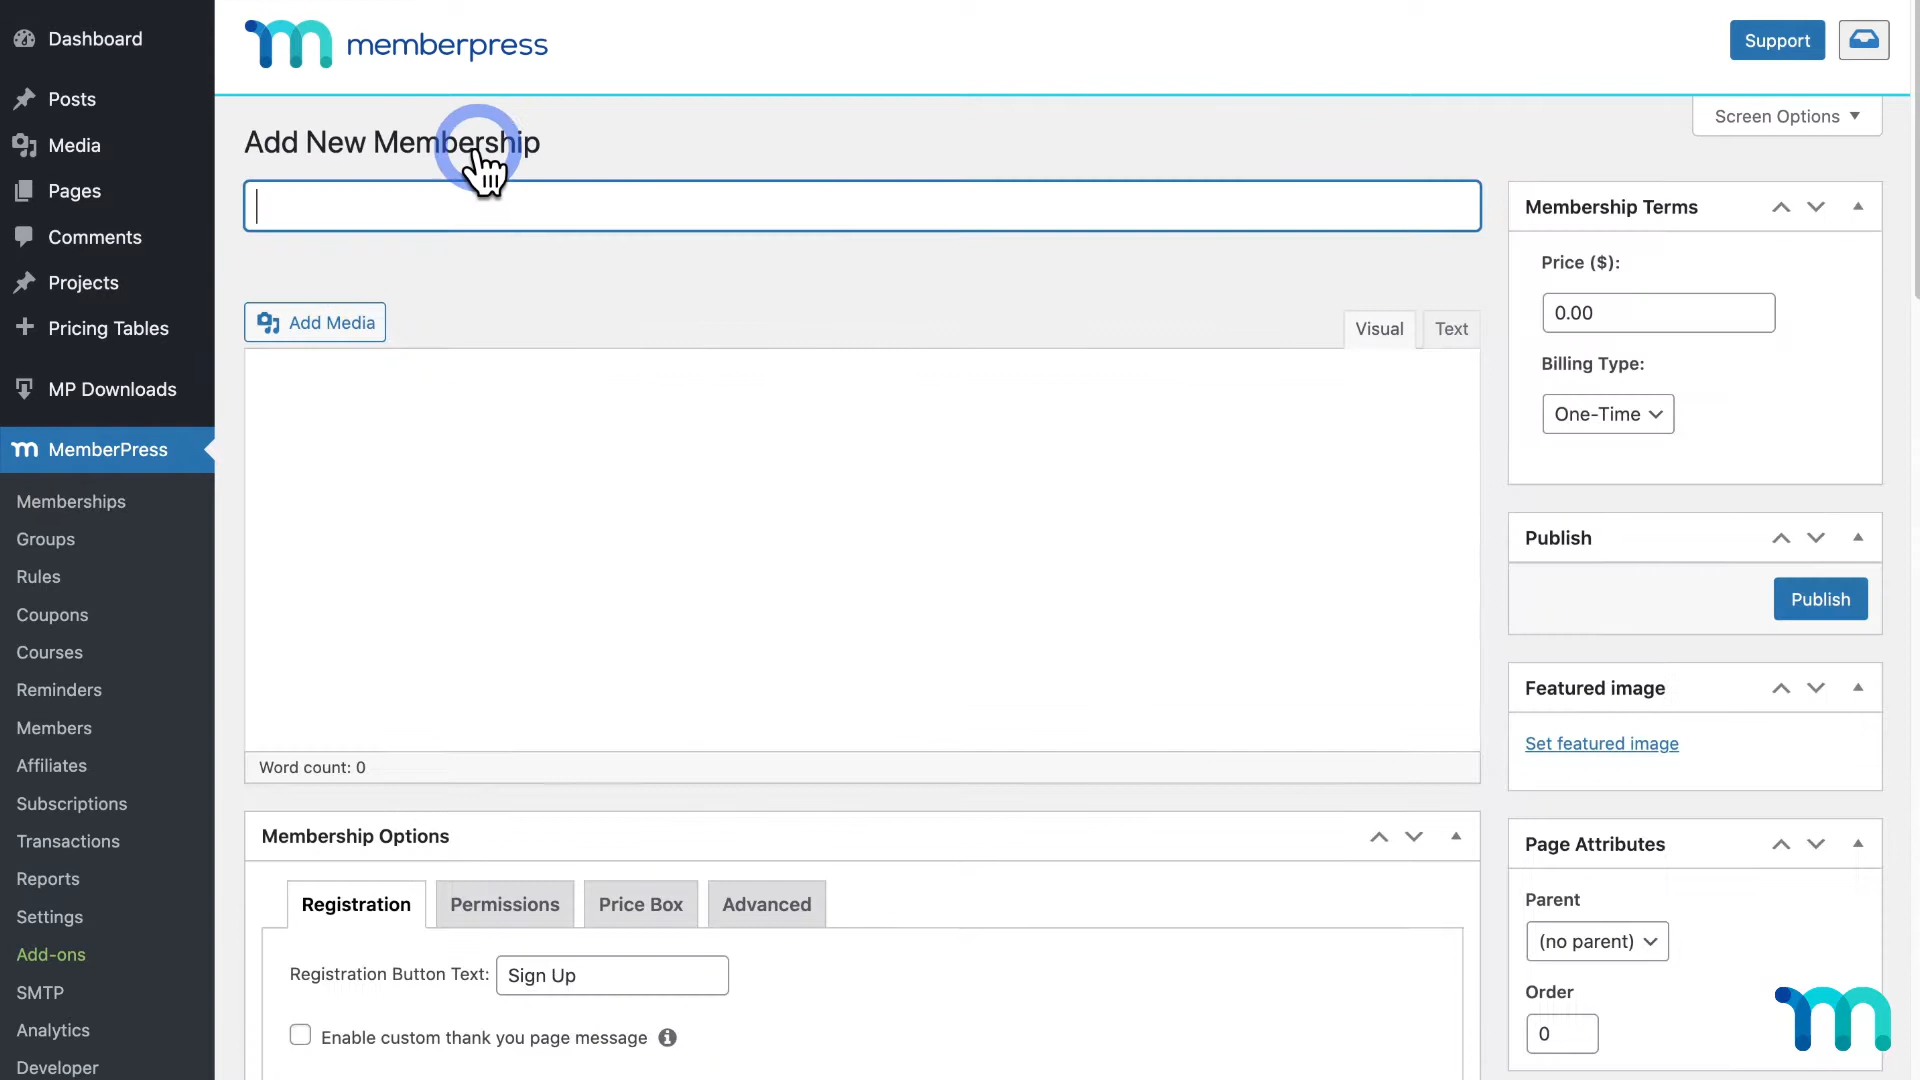 Dashboard
Posts
Media
Pages
Comments
Projects
Pricing Tables
MP Downloads
MemberPress
Memberships
Groups
Rules
Coupons
Courses
Reminders
Members
Affiliates
Subscriptions
Transactions
Reports
Settings
Add-ons
SMTP
Analytics
Developer
memberpress
Support
Screen Options
Add New Membership
Add Media
Visual
Text
Word count: 0
Membership Options
Registration
Permissions
Price Box
Advanced
Registration Button Text:
Sign Up
Enable custom thank you page message
Membership Terms
Price ($):
0.00
Billing Type:
One-Time
Publish
Publish
Featured image
Set featured image
Page Attributes
Parent
(no parent)
Order
0